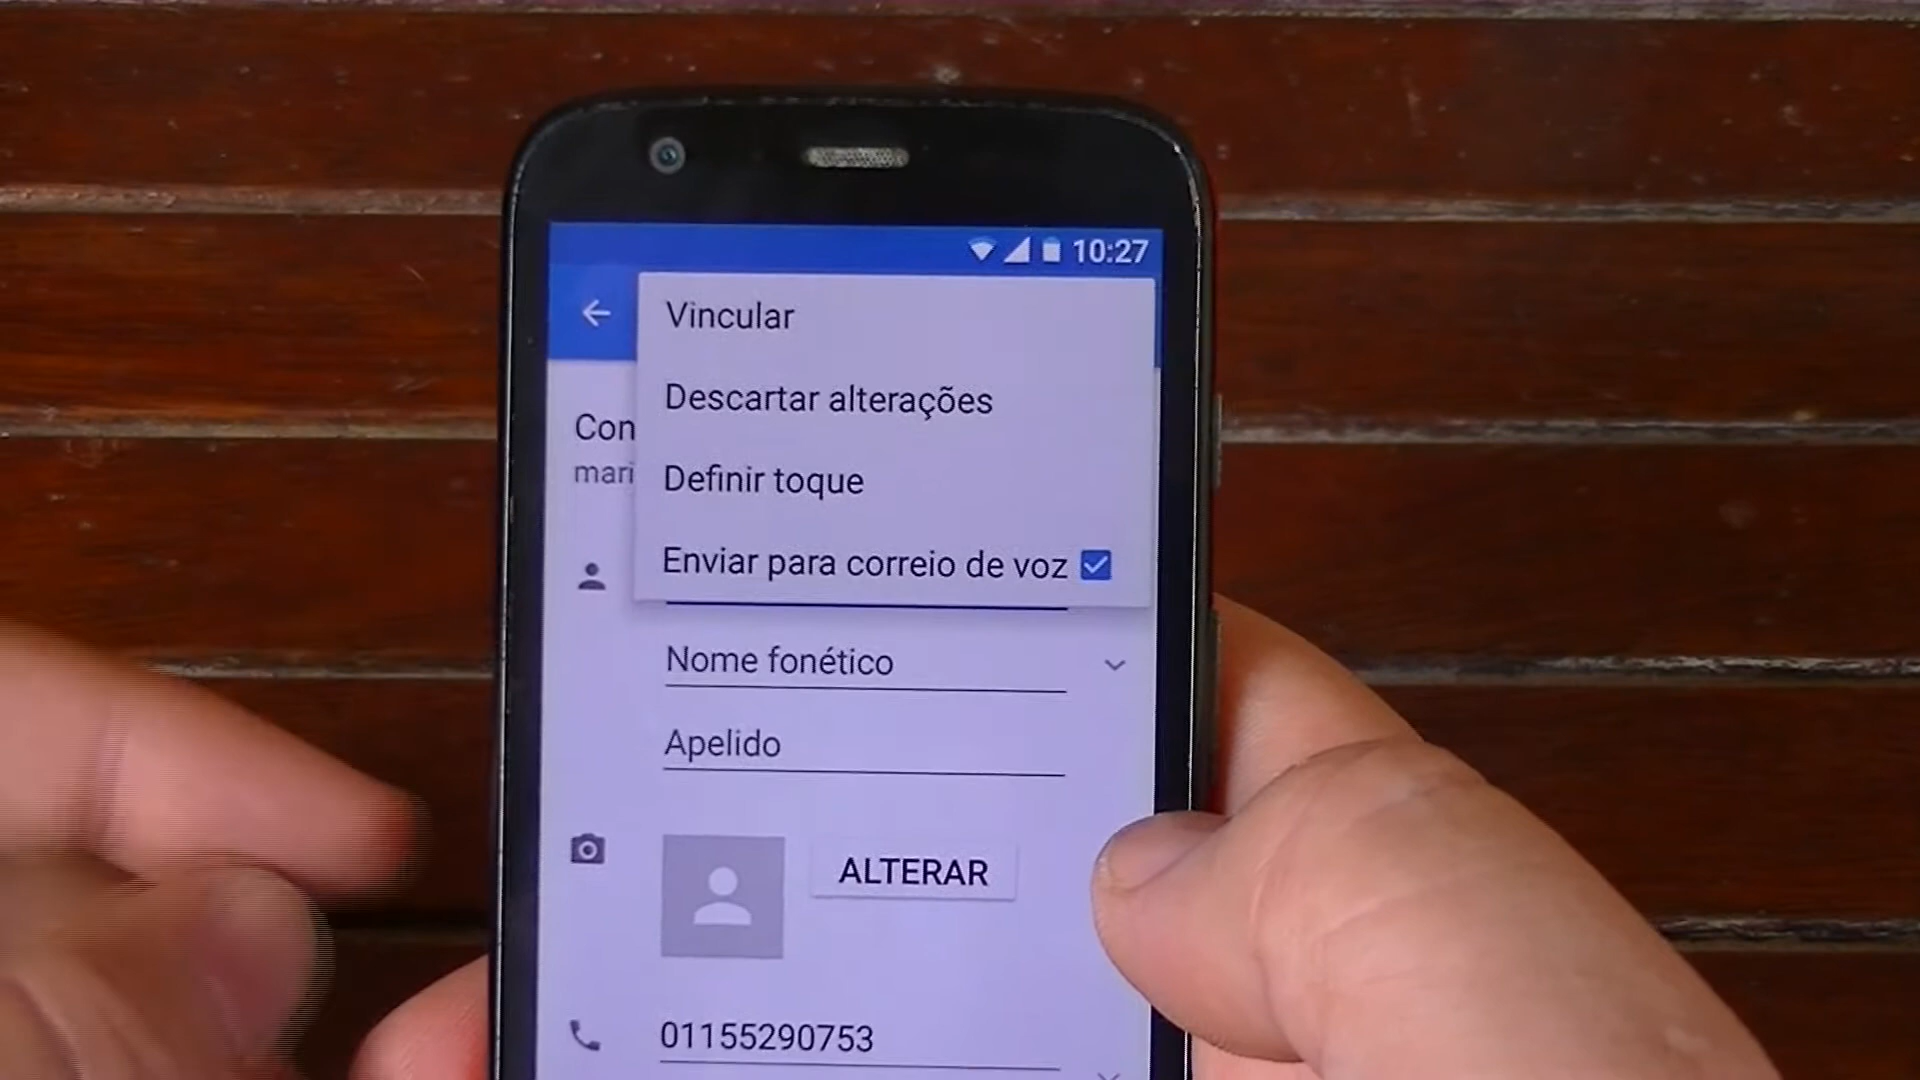 10:27
Vincular
Descartar alterações
Con
mari
Definir toque
Enviar para correio de voz
Nome fonético
Apelido
ALTERAR
01155290753